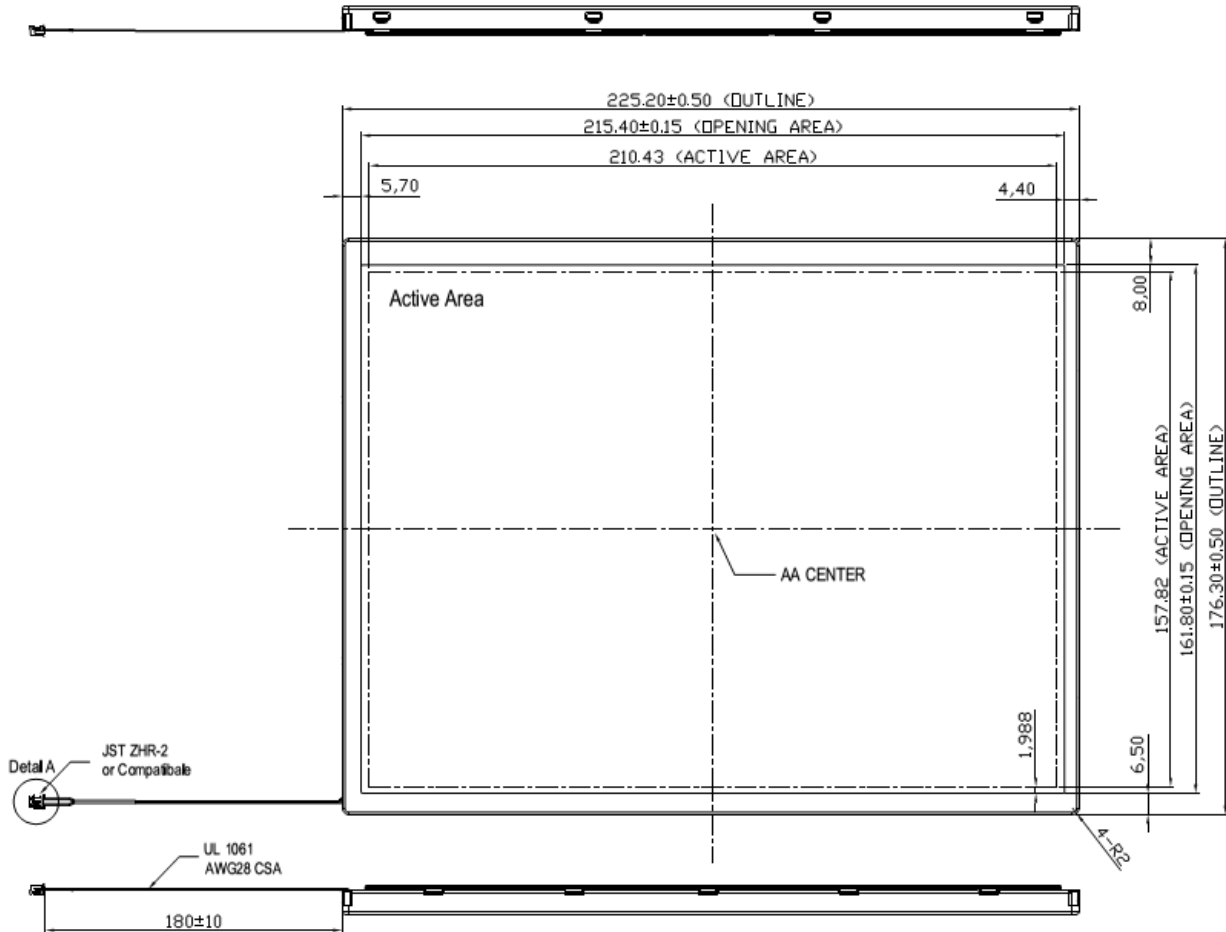 225.20±0.50 (OUTLINE)
215.40±0.15 (OPENING AREA)
210.43 (ACTIVE AREA)
5,70
4,40
8,00
Active Area
157.82 (ACTIVE AREA)
161.80±0.15 (OPENING AREA)
176.30±0.50 (OUTLINE)
AA CENTER
1,988
6,50
Detail A
JST ZHR-2
or Compatibale
4-R2
UL 1061
AWG28 CSA
180±10